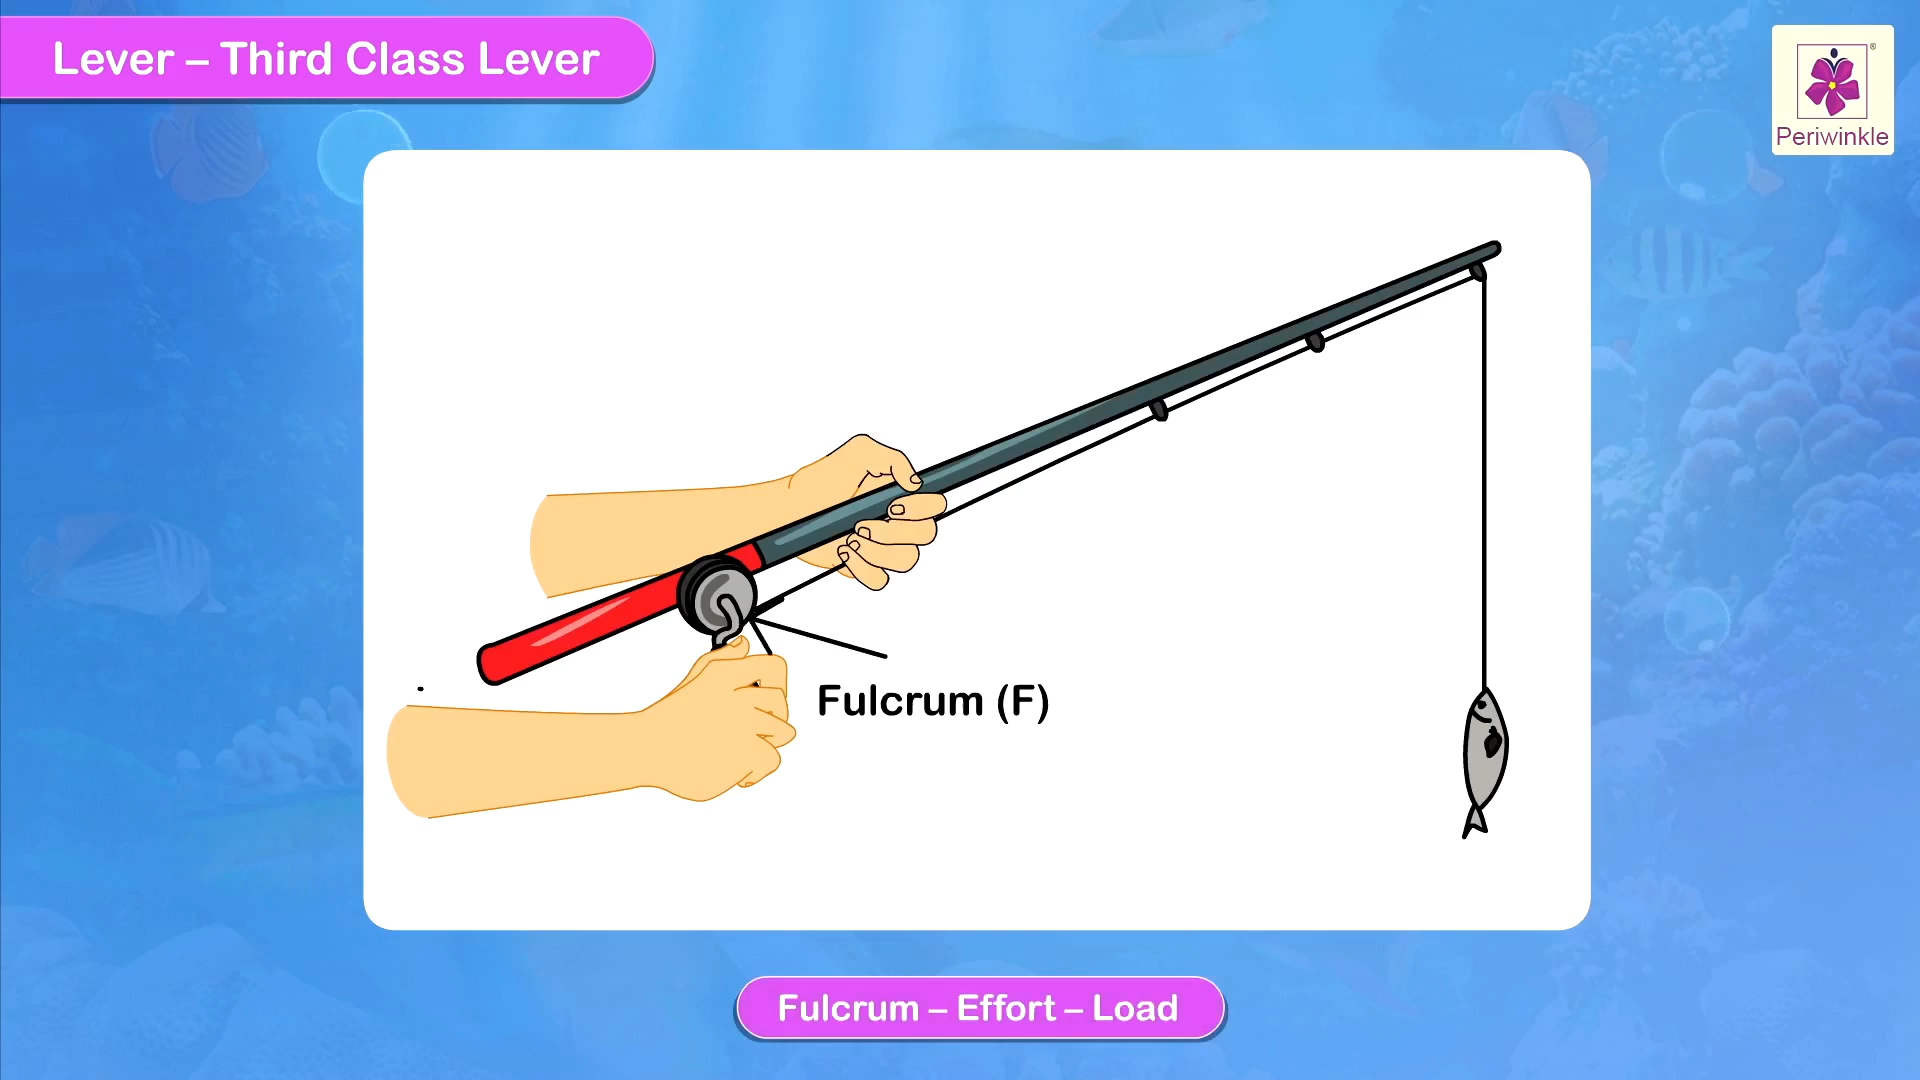 Lever – Third Class Lever
®
Periwinkle
Fulcrum (F)
Fulcrum – Effort – Load